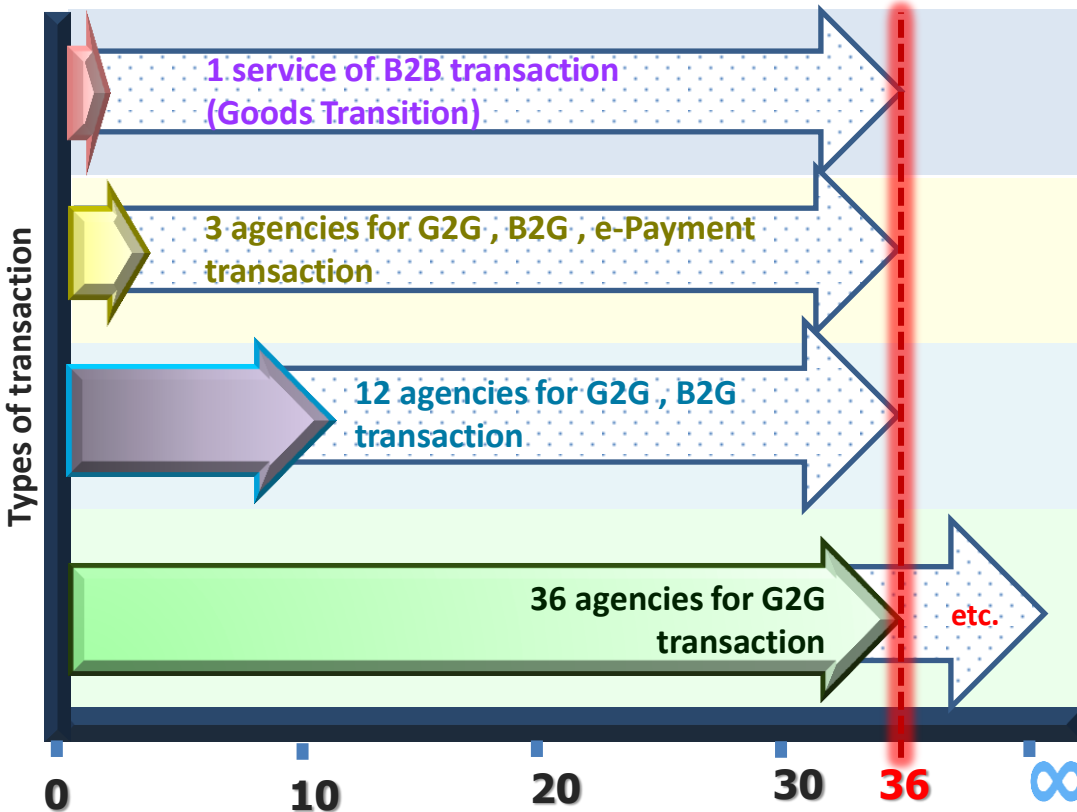 Types of transaction
1 service of B2B transaction
(Goods Transition)
3 agencies for G2G , B2G , e-Payment
transaction
12 agencies for G2G , B2G
transaction
36 agencies for G2G
transaction
etc.
0 10 20 30 36 ∞